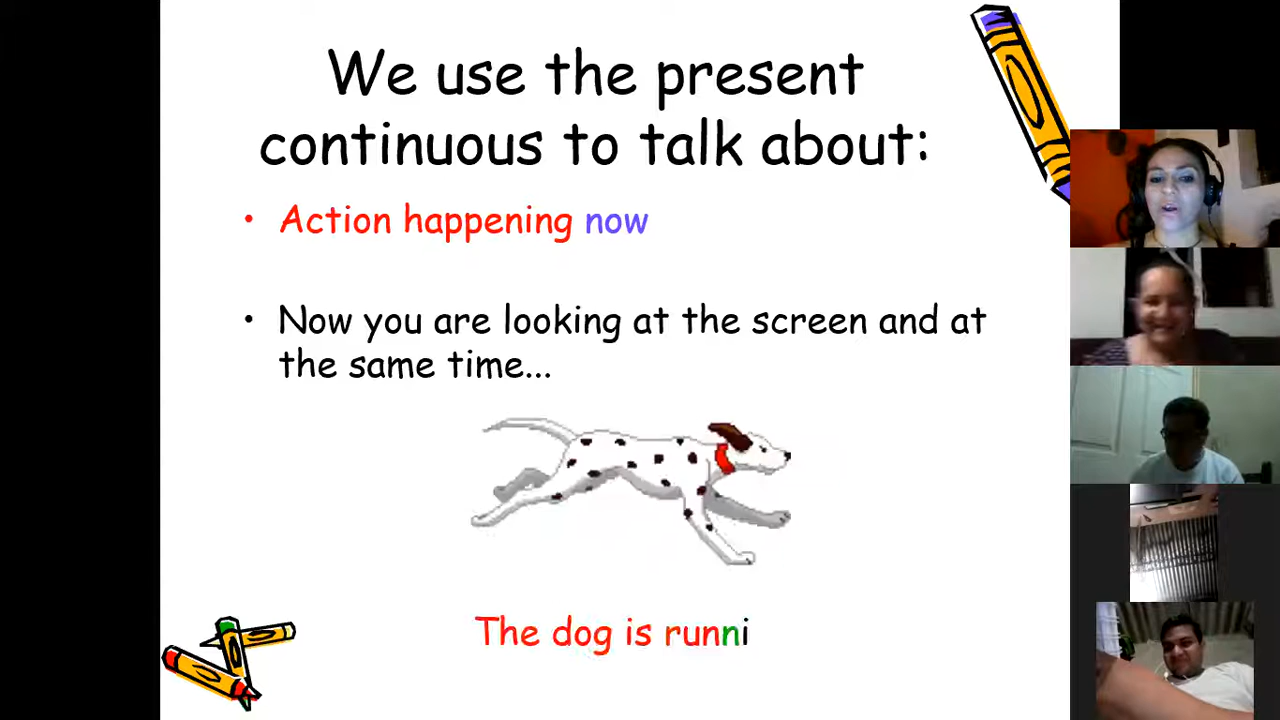 We use the present
continuous to talk about:
• Action happening now
• Now you are looking at the screen and at
the same time...
The dog is runni